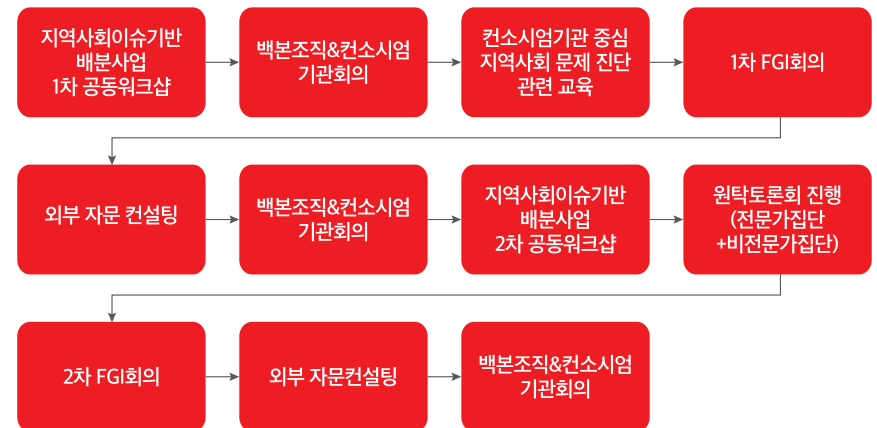 지역사회이슈기반
배분사업
1차 공동워크샵
백본조직&컨소시엄
기관회의
컨소시엄기관 중심
지역사회 문제 진단
관련 교육
1차 FGI회의
외부 자문 컨설팅
백본조직&컨소시엄
기관회의
지역사회이슈기반
배분사업
2차 공동워크샵
원탁토론회 진행
(전문가집단
+비전문가집단)
2차 FGI회의
외부 자문컨설팅
백본조직&컨소시엄
기관회의